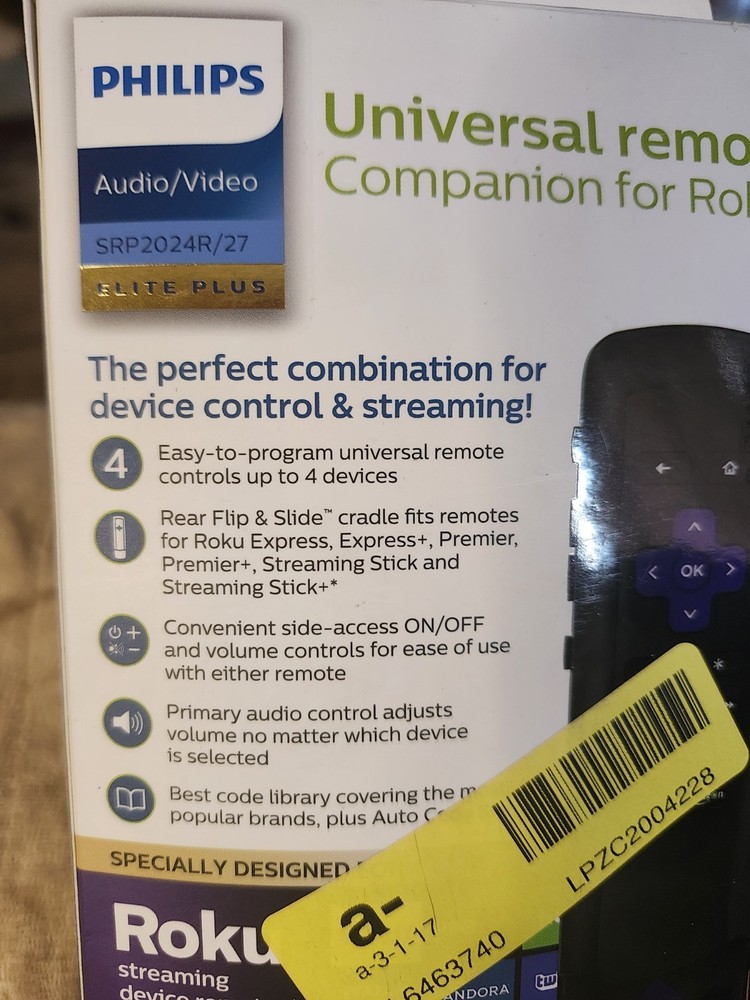 PHILIPS
Audio/Video
SRP2024R/27
ELITE PLUS
Universal remo
Companion for Rol
The perfect combination for
device control & streaming!
4
Easy-to-program universal remote
controls up to 4 devices
Rear Flip & Slide™ cradle fits remotes
for Roku Express, Express+, Premier,
Premier+, Streaming Stick and
Streaming Stick+*
Convenient side-access ON/OFF
and volume controls for ease of use
with either remote
Primary audio control adjusts
volume no matter which device
is selected
Best code library covering the m
popular brands, plus Auto C
SPECIALLY DESIGNED
Roku
streaming
OK
LPZC2004228
a-
a-3-1-17
6463740
ANDORA